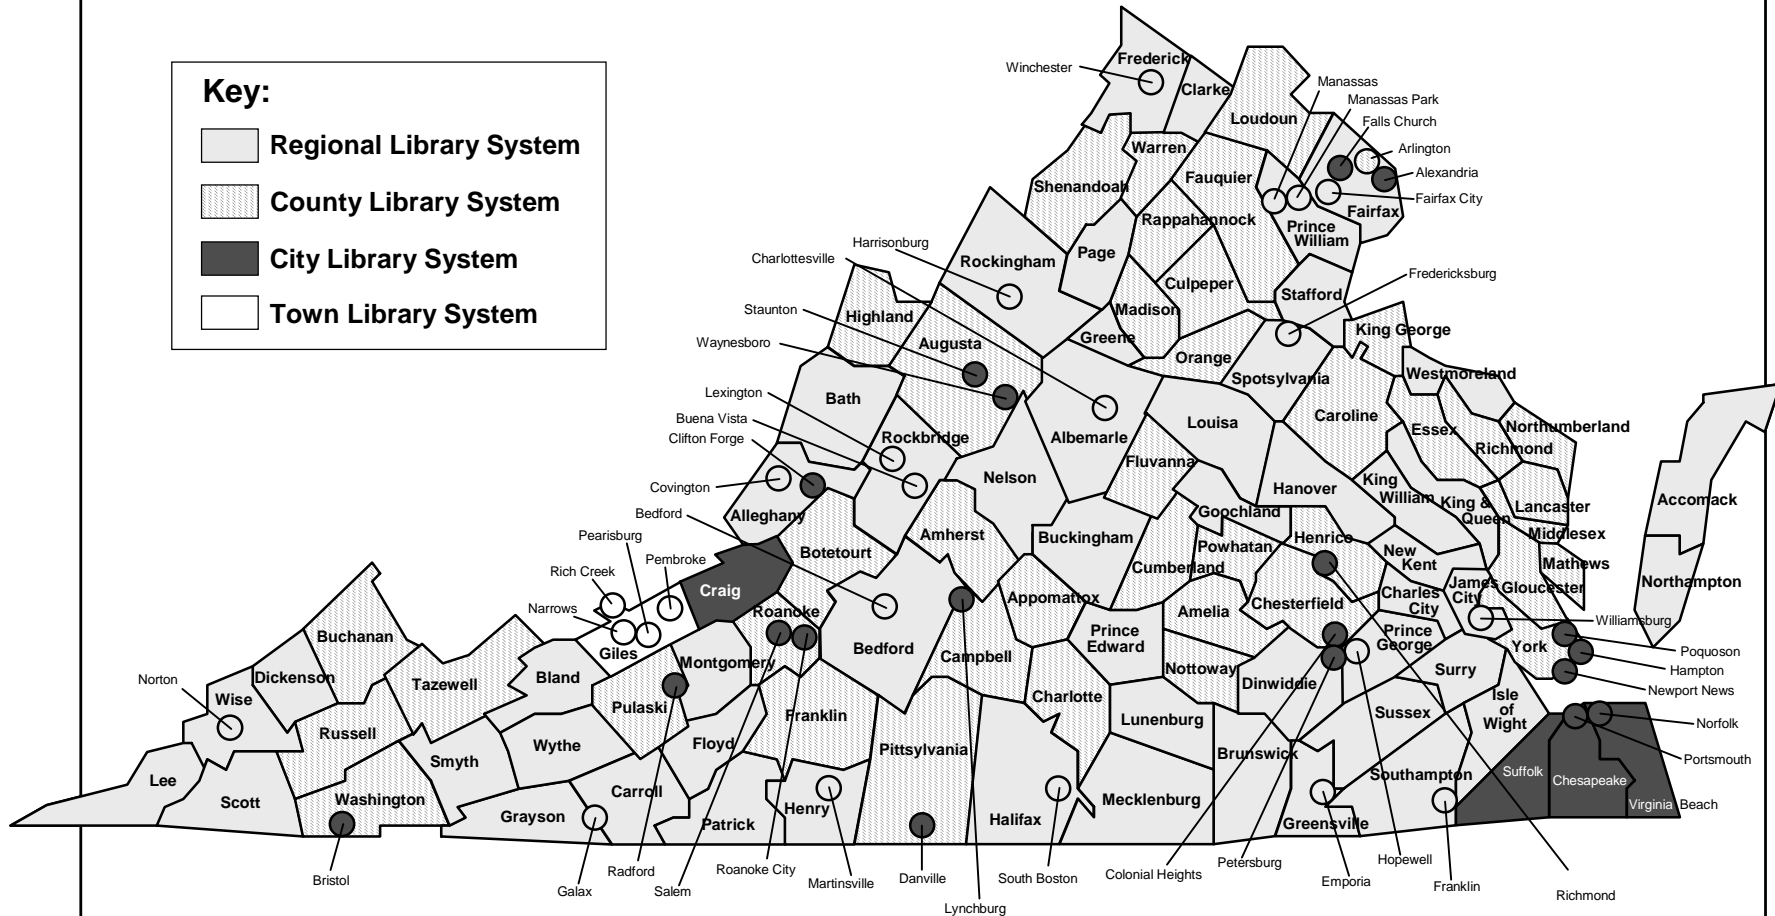 Key:
Regional Library System
County Library System
City Library System
Town Library System
Winchester
Frederick
Clarke
Loudoun
Manassas
Manassas Park
Falls Church
Arlington
Alexandria
Fairfax City
Fairfax
Warren
Shenandoah
Fauquier
Rappahannock
Prince
William
Page
Harrisonburg
Charlottesville
Rockingham
Culpeper
Stafford
Fredericksburg
Staunton
Highland
Madison
King George
Waynesboro
Augusta
Greene
Orange
Westmoreland
Spotsylvania
Lexington
Bath
Buena Vista
Clifton Forge
Rockbridge
Albemarle
Louisa
Caroline
Essex
Northumberland
Richmond
Fluvanna
Nelson
Covington
Hanover
King
William
King &
Queen
Lancaster
Accomack
Bedford
Alleghany
Goochland
Pearisburg
Botetourt
Amherst
Buckingham
Powhatan
Henrico
Middlesex
Pembroke
Rich Creek
Craig
Cumberland
New
Kent
Mathews
James
City
Gloucester
Northampton
Narrows
Roanoke
Appomattox
Amelia
Chesterfield
Charles
City
Williamsburg
Buchanan
Giles
Bedford
Prince
Edward
Prince
George
York
Poquoson
Norton
Dickenson
Tazewell
Bland
Montgomery
Campbell
Nottoway
Dinwiddie
Surry
Hampton
Newport News
Wise
Pulaski
Franklin
Charlotte
Lunenburg
Sussex
Isle
of
Wight
Norfolk
Russell
Wythe
Floyd
Pittsylvania
Brunswick
Portsmouth
Lee
Smyth
Southampton
Suffolk
Chesapeake
Scott
Washington
Grayson
Carroll
Patrick
Henry
Halifax
Mecklenburg
Greensville
Virginia Beach
Bristol
Galax
Radford
Salem
Roanoke City
Martinsville
Danville
Lynchburg
South Boston
Colonial Heights
Petersburg
Emporia
Hopewell
Franklin
Richmond